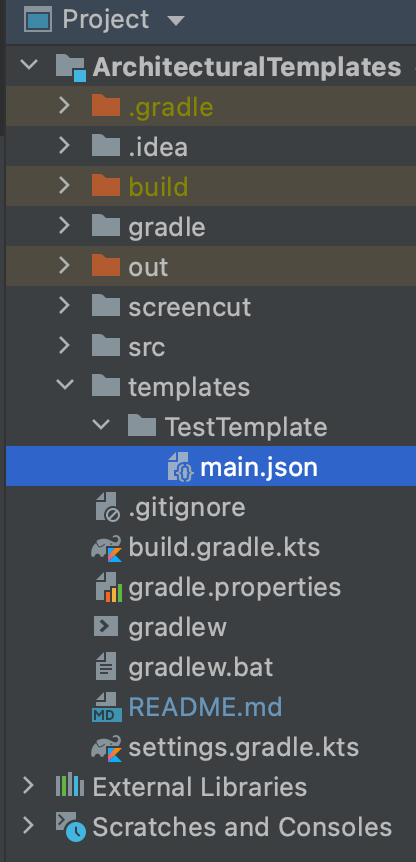 Project
ArchitecturalTemplates
.gradle
.idea
build
gradle
out
screencut
src
templates
TestTemplate
main.json
.gitignore
build.gradle.kts
gradle.properties
gradlew
gradlew.bat
MD README.md
settings.gradle.kts
External Libraries
Scratches and Consoles